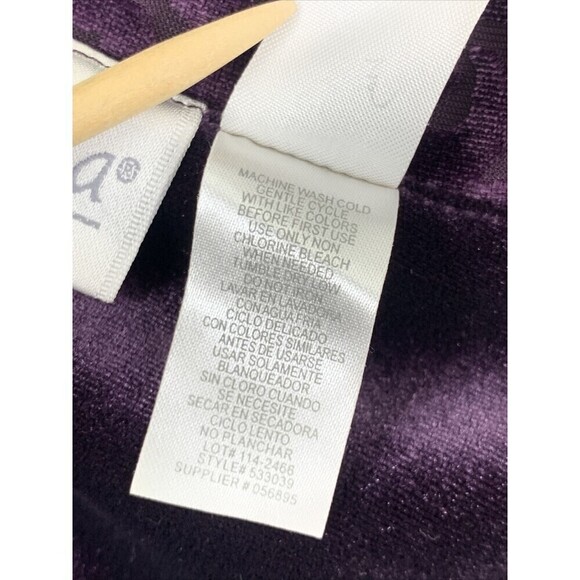 a®
MACHINE WASH COLD
GENTLE CYCLE
WITH LIKE COLORS
BEFORE FIRST USE
USE ONLY NON
CHLORINE BLEACH
WHEN NEEDED
TUMBLE DRY LOW
DO NOT IRON
LAVAR EN LAVADORA
CON AGUA FRIA
CICLO DELICADO
CON COLORES SIMILARES
ANTES DE USARSE
USAR SOLAMENTE
BLANQUEADOR
SIN CLORO CUANDO
SE NECESITE
SECAR EN SECADORA
CICLO LENTO
NO PLANCHAR
LOT# 114-2466
STYLE# 533039
SUPPLIER # 056895